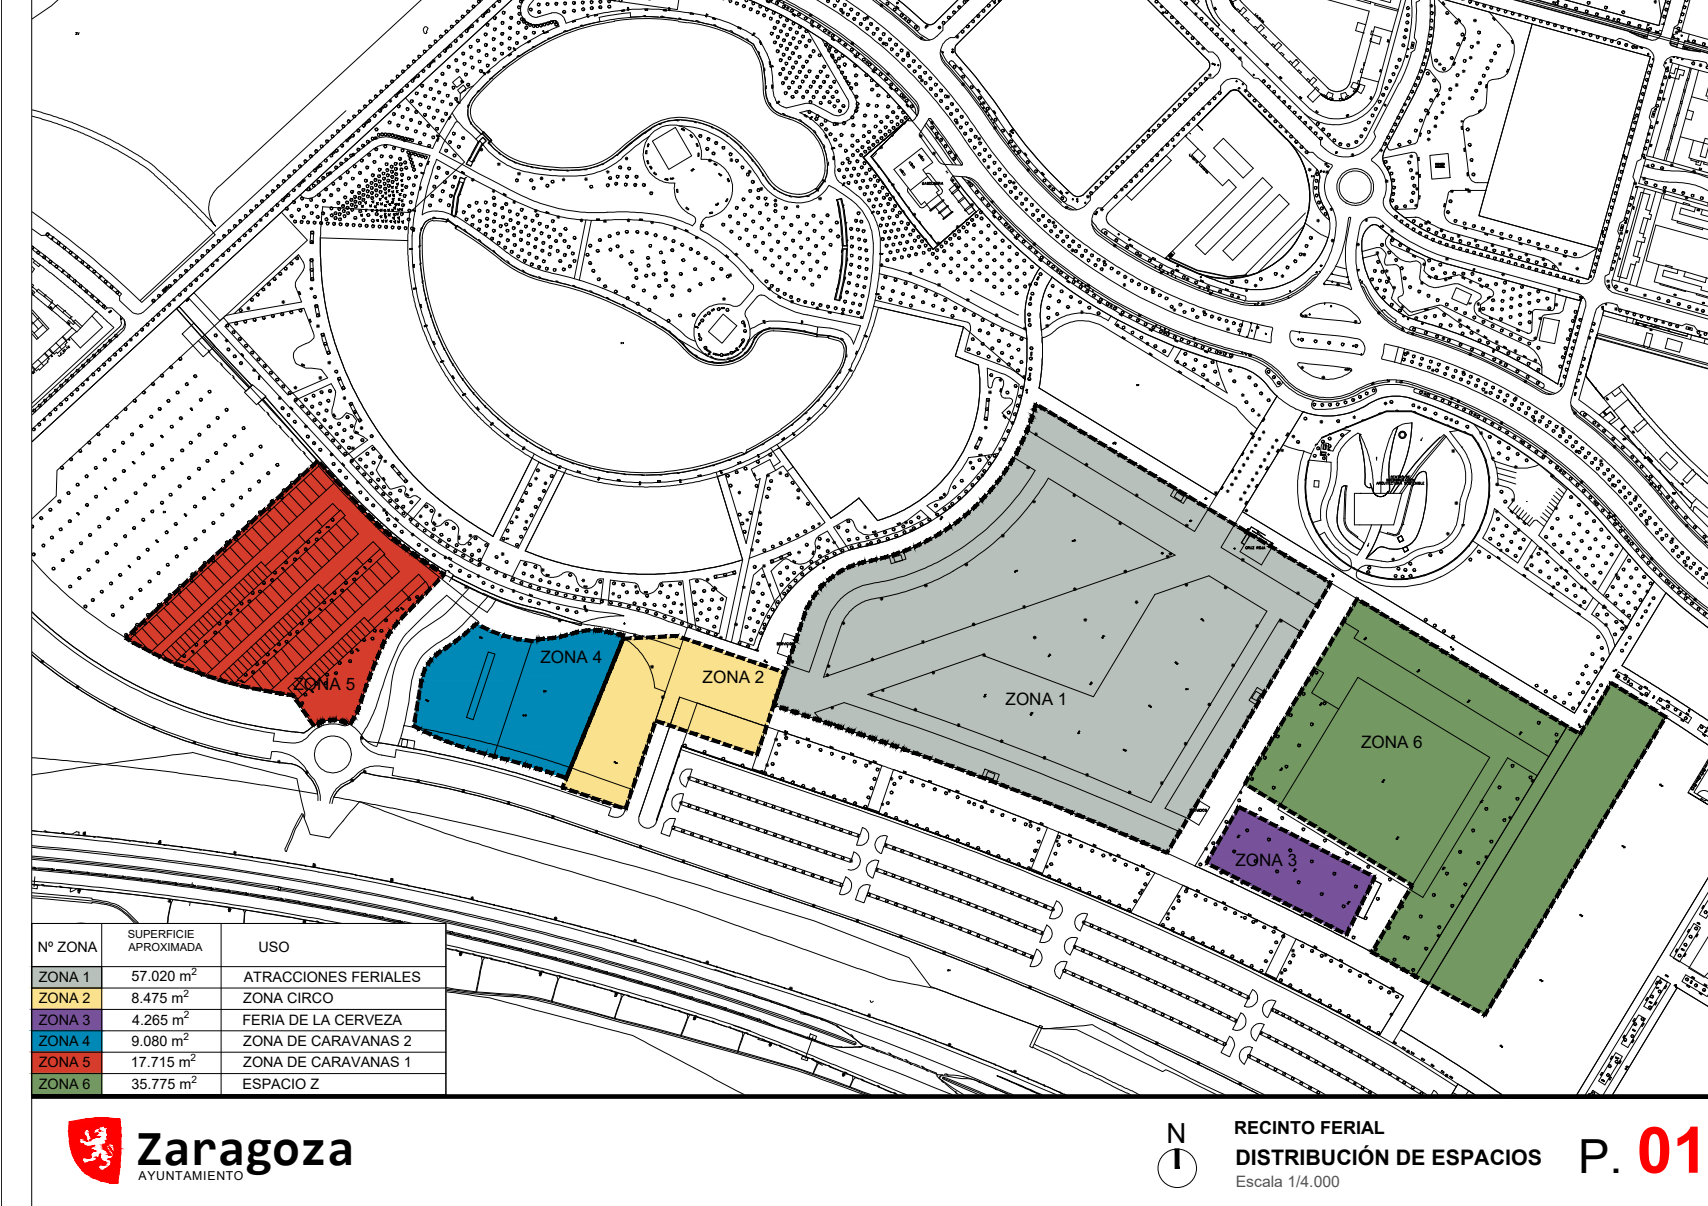 ZONA 4
ZONA 2
ZONA 5
ZONA 1
ZONA 6
ZONA 3
Nº ZONA SUPERFICIE APROXIMADA USO
ZONA 1 57.020 m² ATRACCIONES FERIALES
ZONA 2 8.475 m² ZONA CIRCO
ZONA 3 4.265 m² FERIA DE LA CERVEZA
ZONA 4 9.080 m² ZONA DE CARAVANAS 2
ZONA 5 17.715 m² ZONA DE CARAVANAS 1
ZONA 6 35.775 m² ESPACIO Z
Zaragoza
AYUNTAMIENTO
N
RECINTO FERIAL
DISTRIBUCIÓN DE ESPACIOS
Escala 1/4.000
P. 01